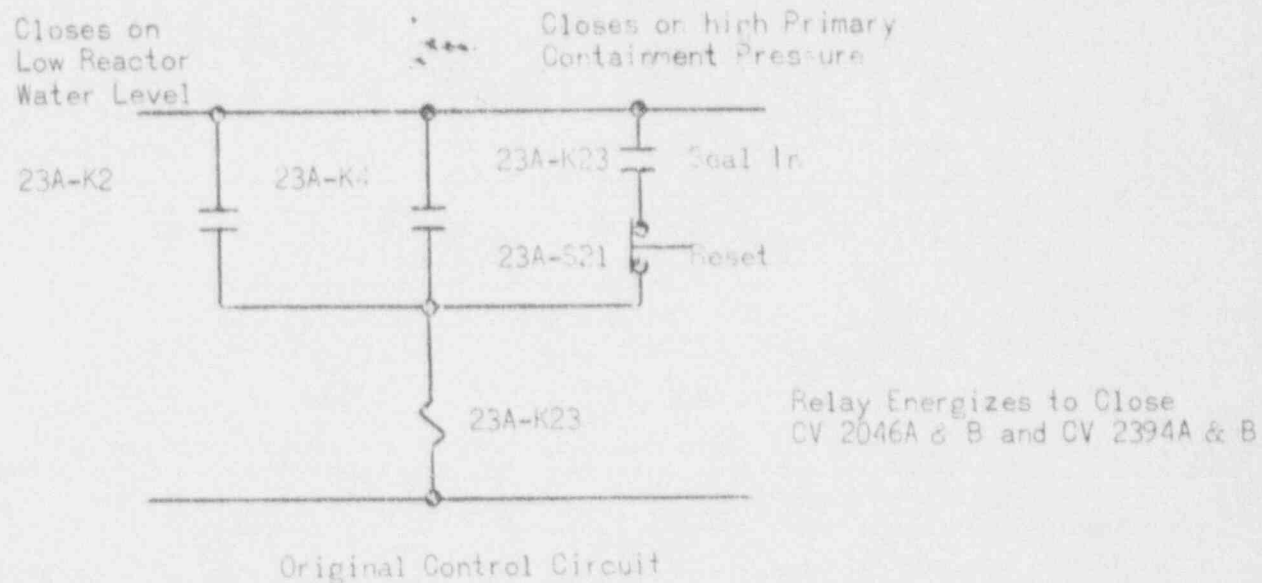 Closes on
Low Reactor
Water Level
Closes on high Primary
Containment Pressure
23A-K2
23A-K4
23A-K23
Seal In
23A-S21
Reset
23A-K23
Relay Energizes to Close
CV 2046A & B and CV 2394A & B
Original Control Circuit